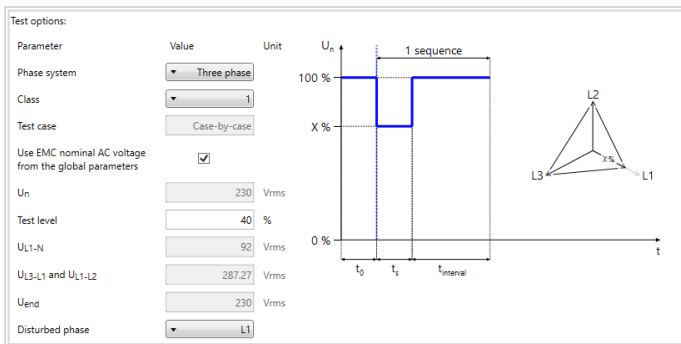 Test options:
Parameter Value Unit
Phase system Three phase
Class 1
Test case Case-by-case
Use EMC nominal AC voltage
from the global parameters
Un 230 Vrms
Test level 40 %
UL1-N 92 Vrms
UL3-L1 and UL1-L2 287.27 Vrms
Uend 230 Vrms
Disturbed phase L1
Un
1 sequence
100 %
X %
0 %
t0 ts tinterval
t
L2
X %
L3 L1